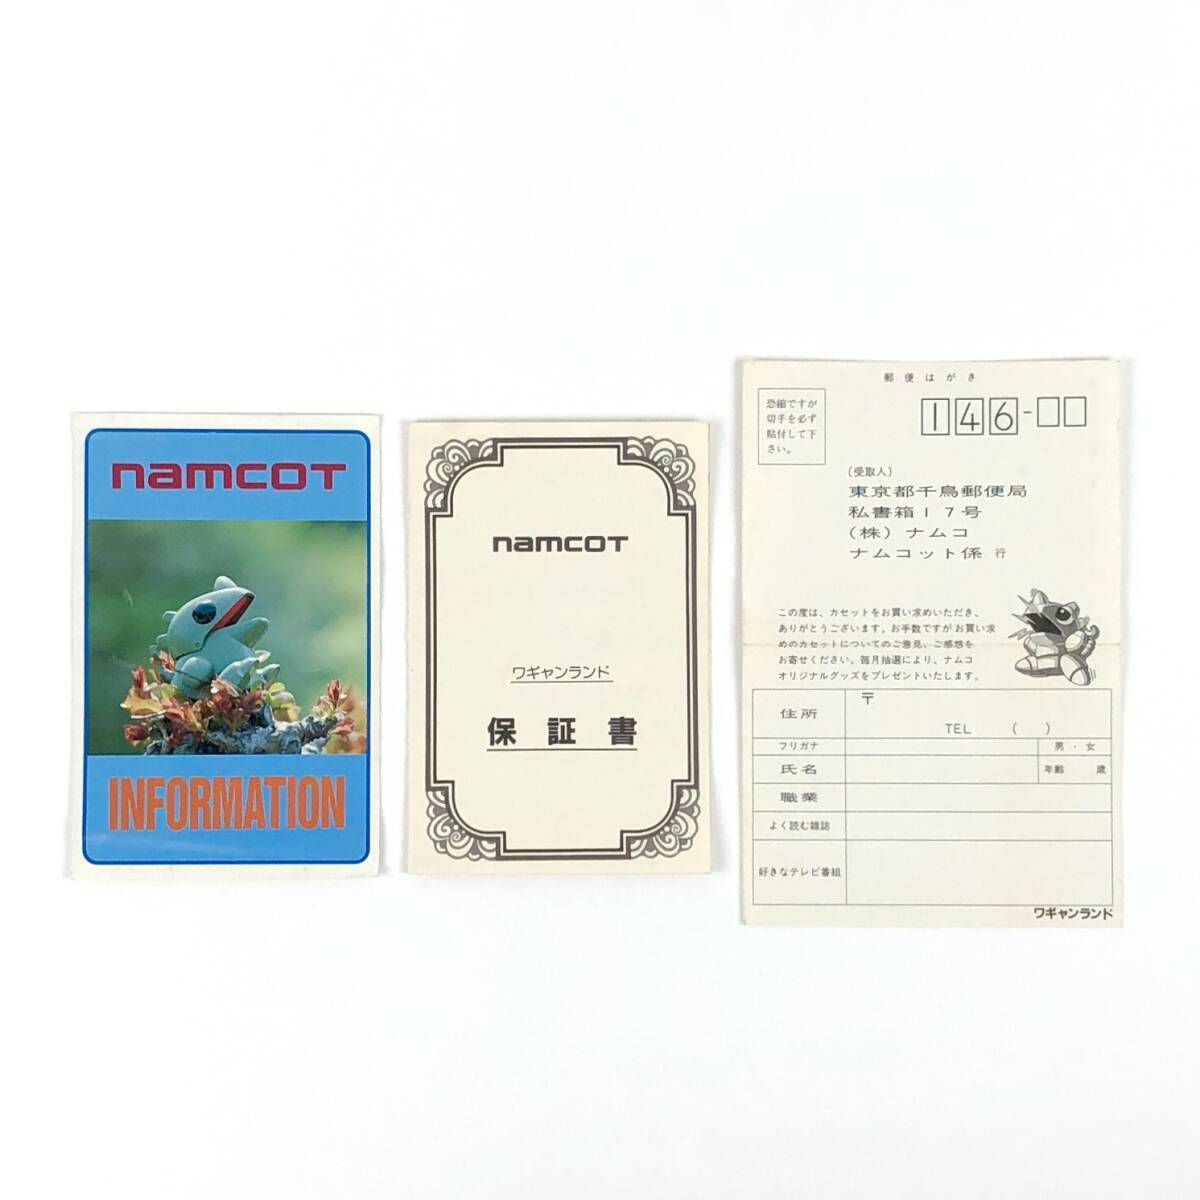 namcoT
INFORMATION
namcoT
ワギャンランド
保証書
郵便はがき
恐縮ですが
切手を必ず
貼付して下
さい。
146-
(受取人)
東京都千鳥郵便局
私書箱17号
(株)ナムコ
ナムコット係 行
この度は、カセットをお買い求めいただき、
ありがとうございます。お手数ですがお買い求
めのカセットについてのご意見、ご感想を
お寄せください。毎月抽選により、ナムコ
オリジナルグッズをプレゼントいたします。
住所
〒
TEL ( )
フリガナ
男・女
氏名
年齢 歳
職業
よく読む雑誌
好きなテレビ番組
ワギャンランド